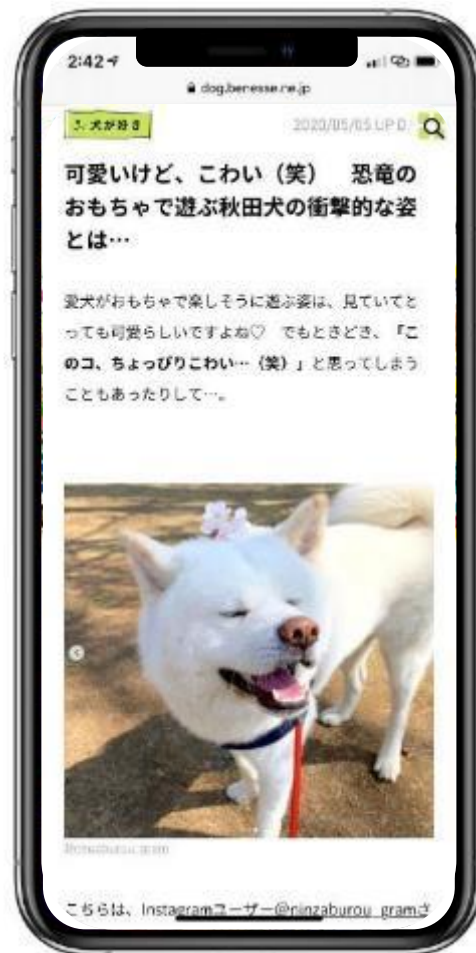 2:42
dog.benesse.ne.jp
犬が好き
2020/05/05 UP D
可愛いけど、こわい（笑）　恐竜の
おもちゃで遊ぶ秋田犬の衝撃的な姿
とは…
愛犬がおもちゃで楽しそうに遊ぶ姿は、見ていてと
っても可愛らしいですよね♡　でもときどき、「こ
のコ、ちょっぴりこわい…（笑）」と思ってしまう
こともあったりして…。
@ninzaburou_gram
こちらは、Instagramユーザー@ninzaburou_gramさ